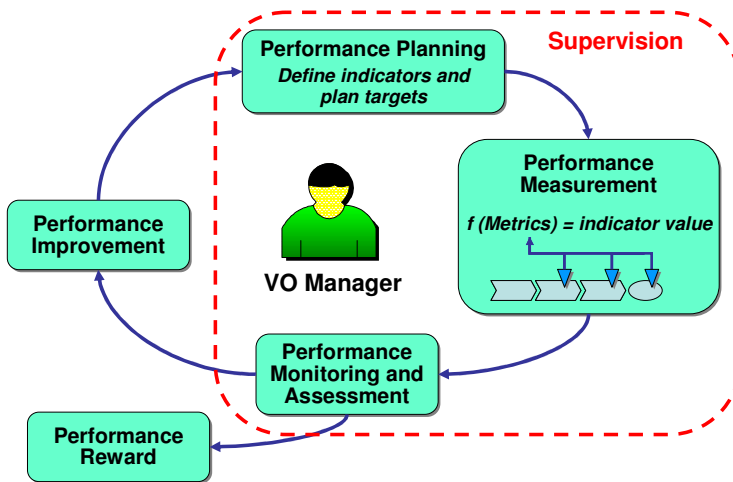 Supervision
Performance Planning
Define indicators and
plan targets
Performance
Measurement
f (Metrics) = indicator value
Performance
Improvement
VO Manager
Performance
Monitoring and
Assessment
Performance
Reward